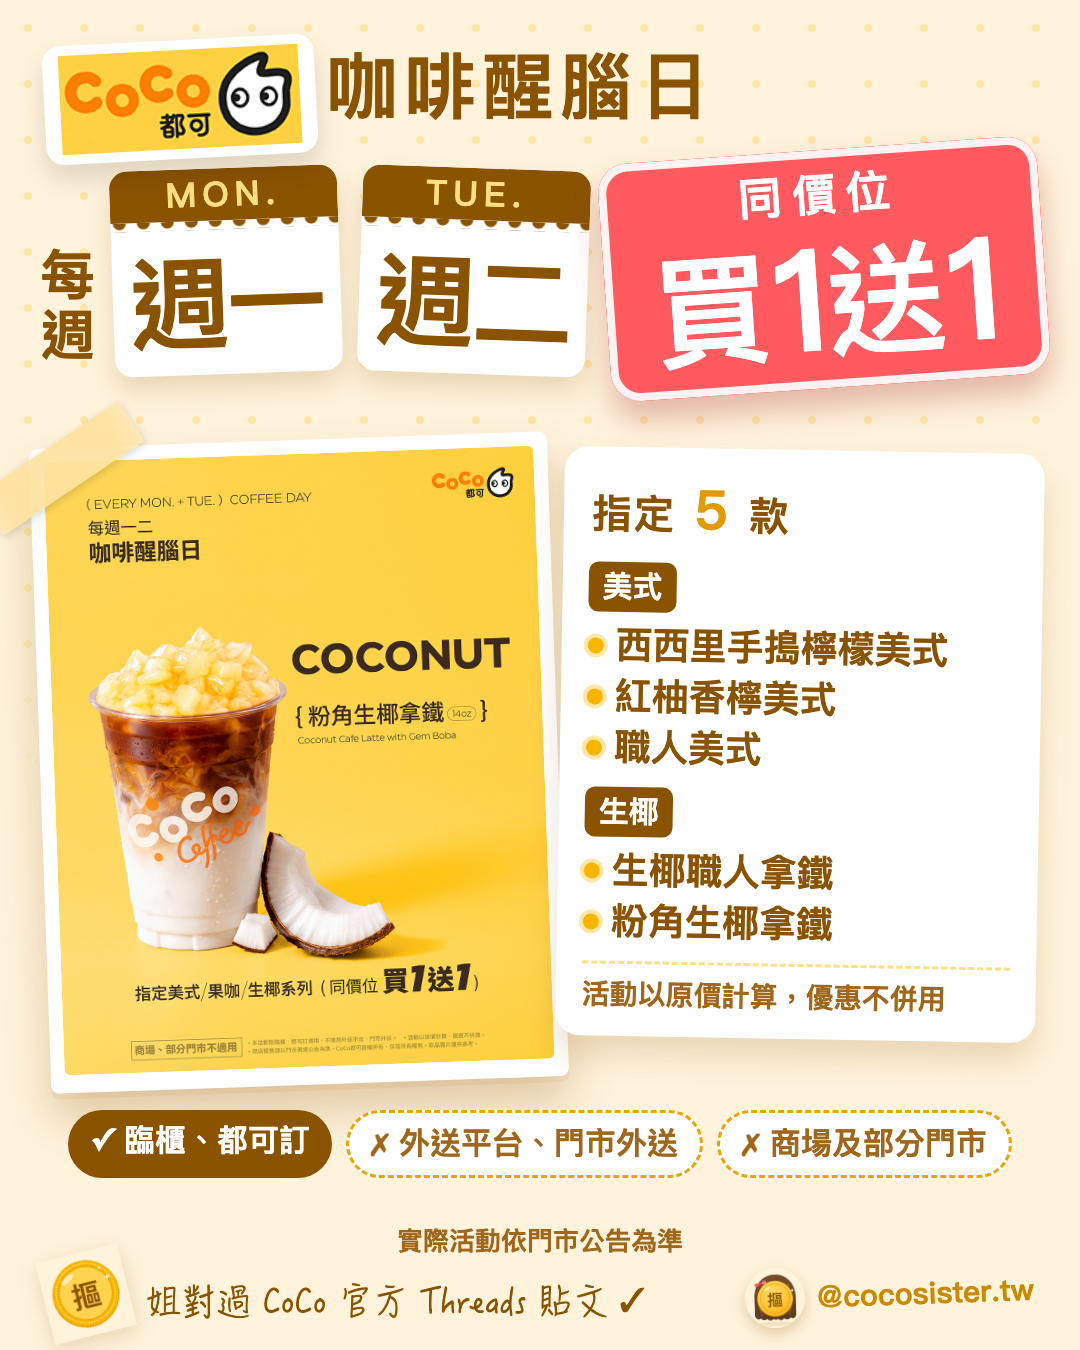 CoCo
都可
咖啡醒腦日
每週
MON.
週一
TUE.
週二
同價位
買1送1
( EVERY MON. + TUE. ) COFFEE DAY
每週一二
咖啡醒腦日
CoCo
都可
COCONUT
{ 粉角生椰拿鐵 14oz }
Coconut Cafe Latte with Gem Boba
CoCo
Coffee
指定美式/果咖/生椰系列 ( 同價位 買1送1 )
商場、部分門市不適用
指定 5 款
美式
西西里手搗檸檬美式
紅柚香檸美式
職人美式
生椰
生椰職人拿鐵
粉角生椰拿鐵
活動以原價計算，優惠不併用
✓ 臨櫃、都可訂
✗ 外送平台、門市外送
✗ 商場及部分門市
實際活動依門市公告為準
摳
姐對過 CoCo 官方 Threads 貼文 ✓
摳
@cocosister.tw